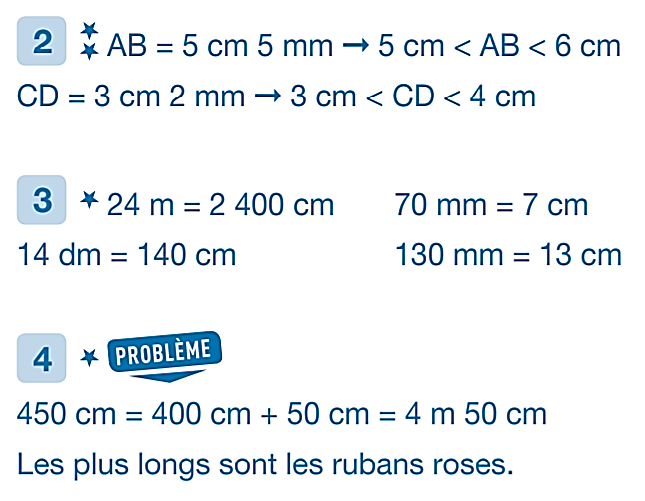 2 AB = 5 cm 5 mm → 5 cm < AB < 6 cm
CD = 3 cm 2 mm → 3 cm < CD < 4 cm
3 24 m = 2 400 cm 70 mm = 7 cm
14 dm = 140 cm 130 mm = 13 cm
4 PROBLÈME
450 cm = 400 cm + 50 cm = 4 m 50 cm
Les plus longs sont les rubans roses.